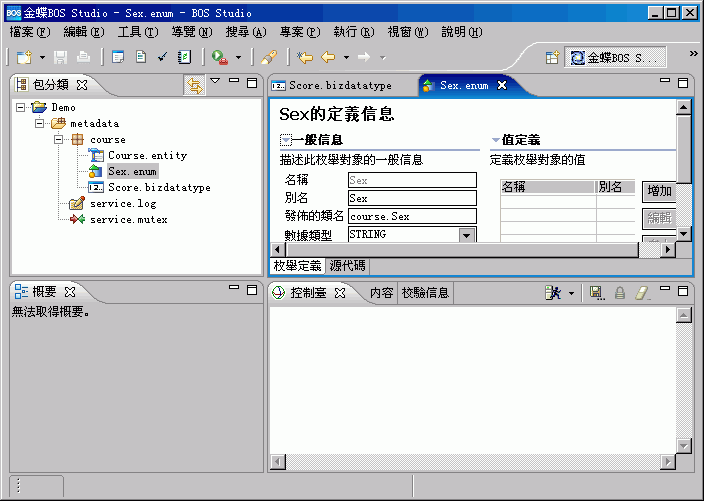 BOS 金蝶BOS Studio - Sex.enum - BOS Studio
檔案(F) 編輯(E) 工具(T) 導覽(N) 搜尋(A) 專案(P) 執行(R) 視窗(W) 說明(H)
金蝶BOS S...
包分類
Demo
metadata
course
Course.entity
Sex.enum
Score.bizdatatype
service.log
service.mutex
Score.bizdatatype Sex.enum
Sex的定義信息
一般信息
描述此枚舉對象的一般信息
名稱 Sex
別名 Sex
發佈的類名 course.Sex
數據類型 STRING
值定義
定義枚舉對象的值
名稱 別名
增加
編輯
枚舉定義 源代碼
概要
無法取得概要。
控制臺 內容 校驗信息